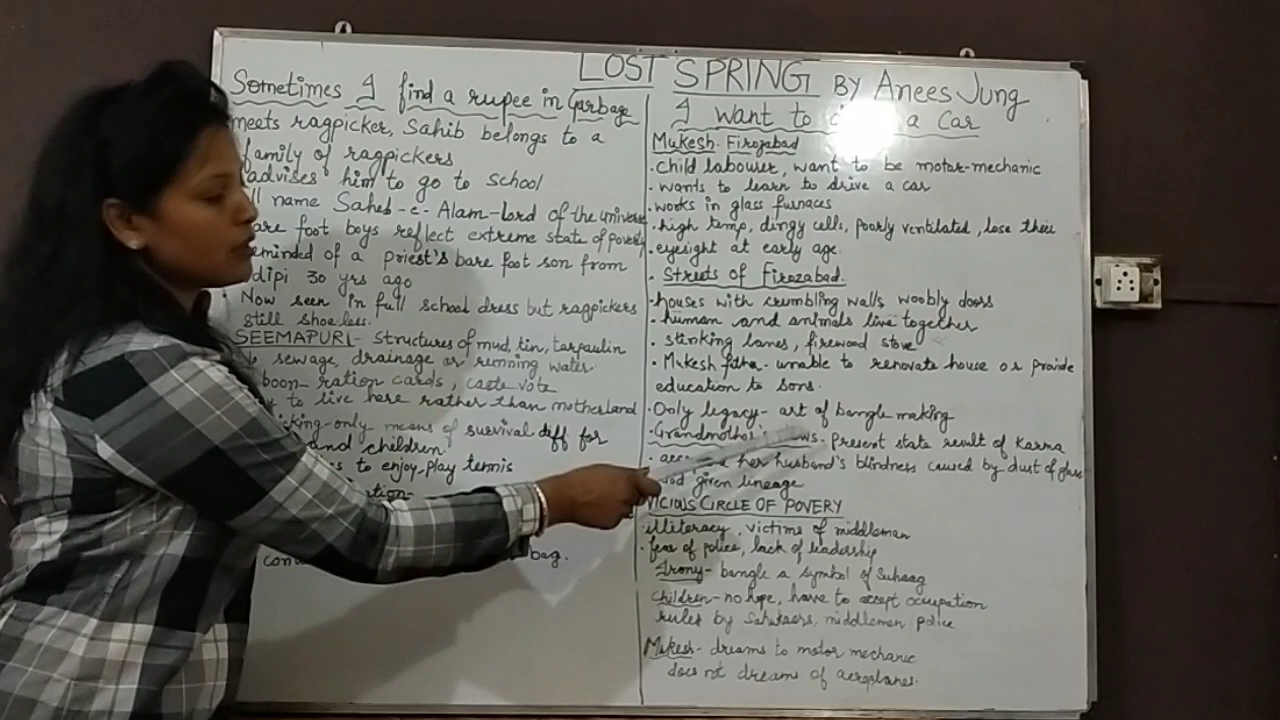 LOST SPRING BY Anees Jung
Sometimes I find a rupee in Garbage
meets ragpicker, Sahib belongs to a
family of ragpickers
advises him to go to school
name Saheb-e-Alam-lord of the universe
foot boys reflect extreme state of poverty
reminded of a priest's bare foot son from
30 yrs ago
Now seen in full school dress but ragpickers
still shoeless.
SEEMAPURI- Structures of mud, tin, tarpaulin
No sewage, drainage or running water.
boon- ration cards, caste vote
to live here rather than motherland
only means of survival diff for
and children.
to enjoy, play tennis
bag.
I Want to a Car
Mukesh- Firozabad
· Child labourer, want to be motor-mechanic
· wants to learn to drive a car
· works in glass furnaces
· high temp, dingy cells, poorly ventilated, lose their
· eyesight at early age.
· Streets of Firozabad.
· houses with crumbling walls woobly doors
· human and animals live together
· stinking lanes, firewood stove
· Mukesh fathe- unable to renovate house or provide
education to sons.
· Only legacy- art of bangle making
· present state result of Karma
· her husband's blindness caused by dust of glass
given lineage
VICIOUS CIRCLE OF POVERY
· illiteracy, victims of middleman
· fear of police, lack of leadership
Irony- bangle a symbol of Suhaag
Children- no hope, have to accept occupation
rules by Sahukaars, middlemen police
Mukesh- dreams to motor mechanic
does not dreams of aeroplanes.